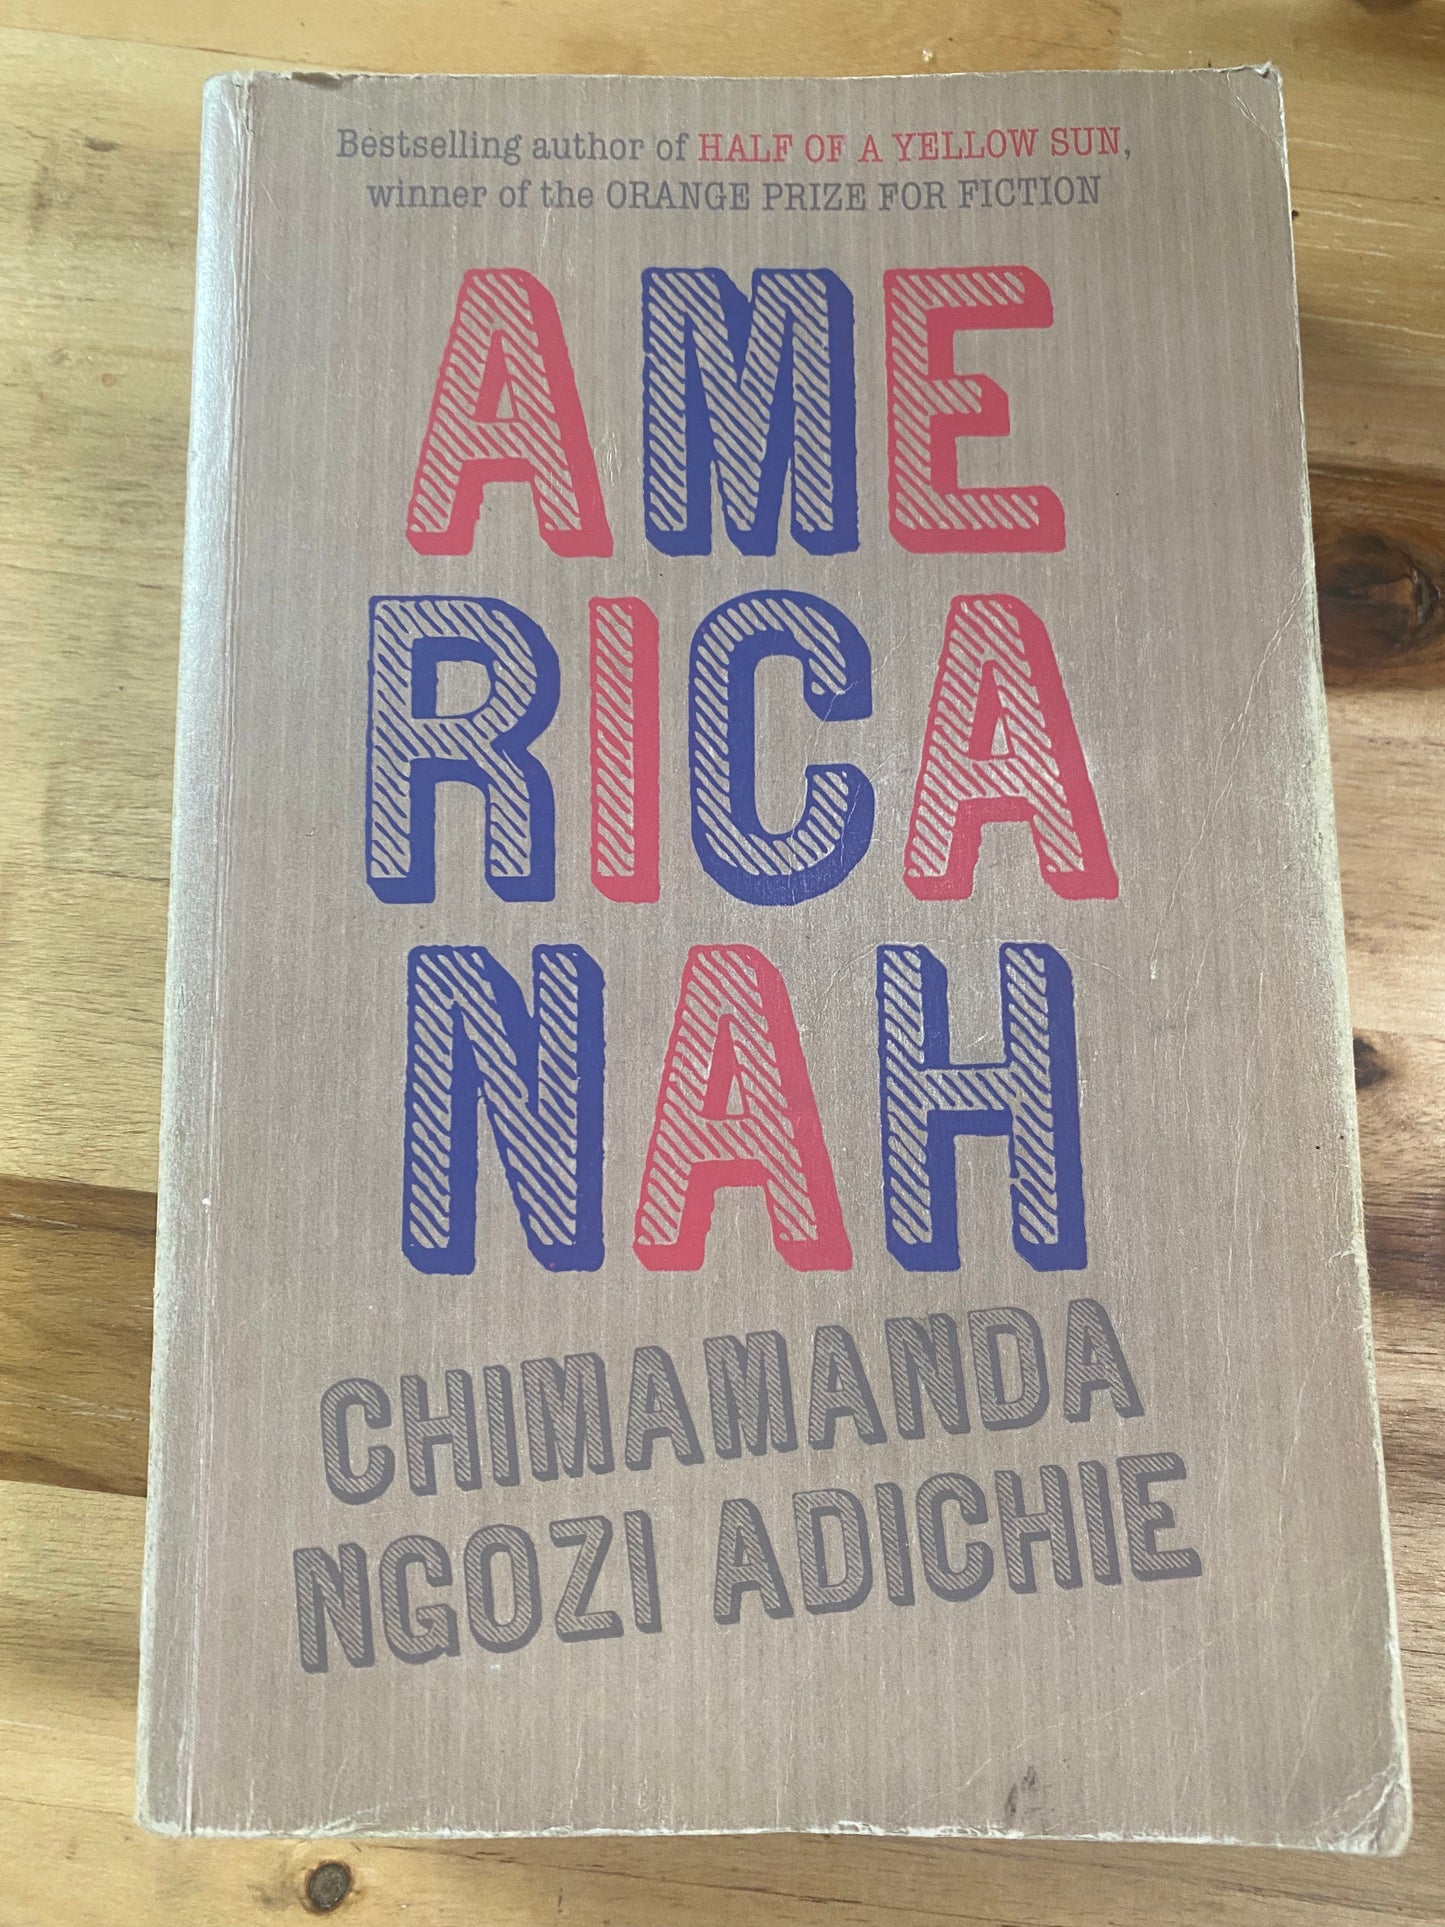 Bestselling author of HALF OF A YELLOW SUN,
winner of the ORANGE PRIZE FOR FICTION
AME
RICA
NAH
CHIMAMANDA
NGOZI ADICHIE